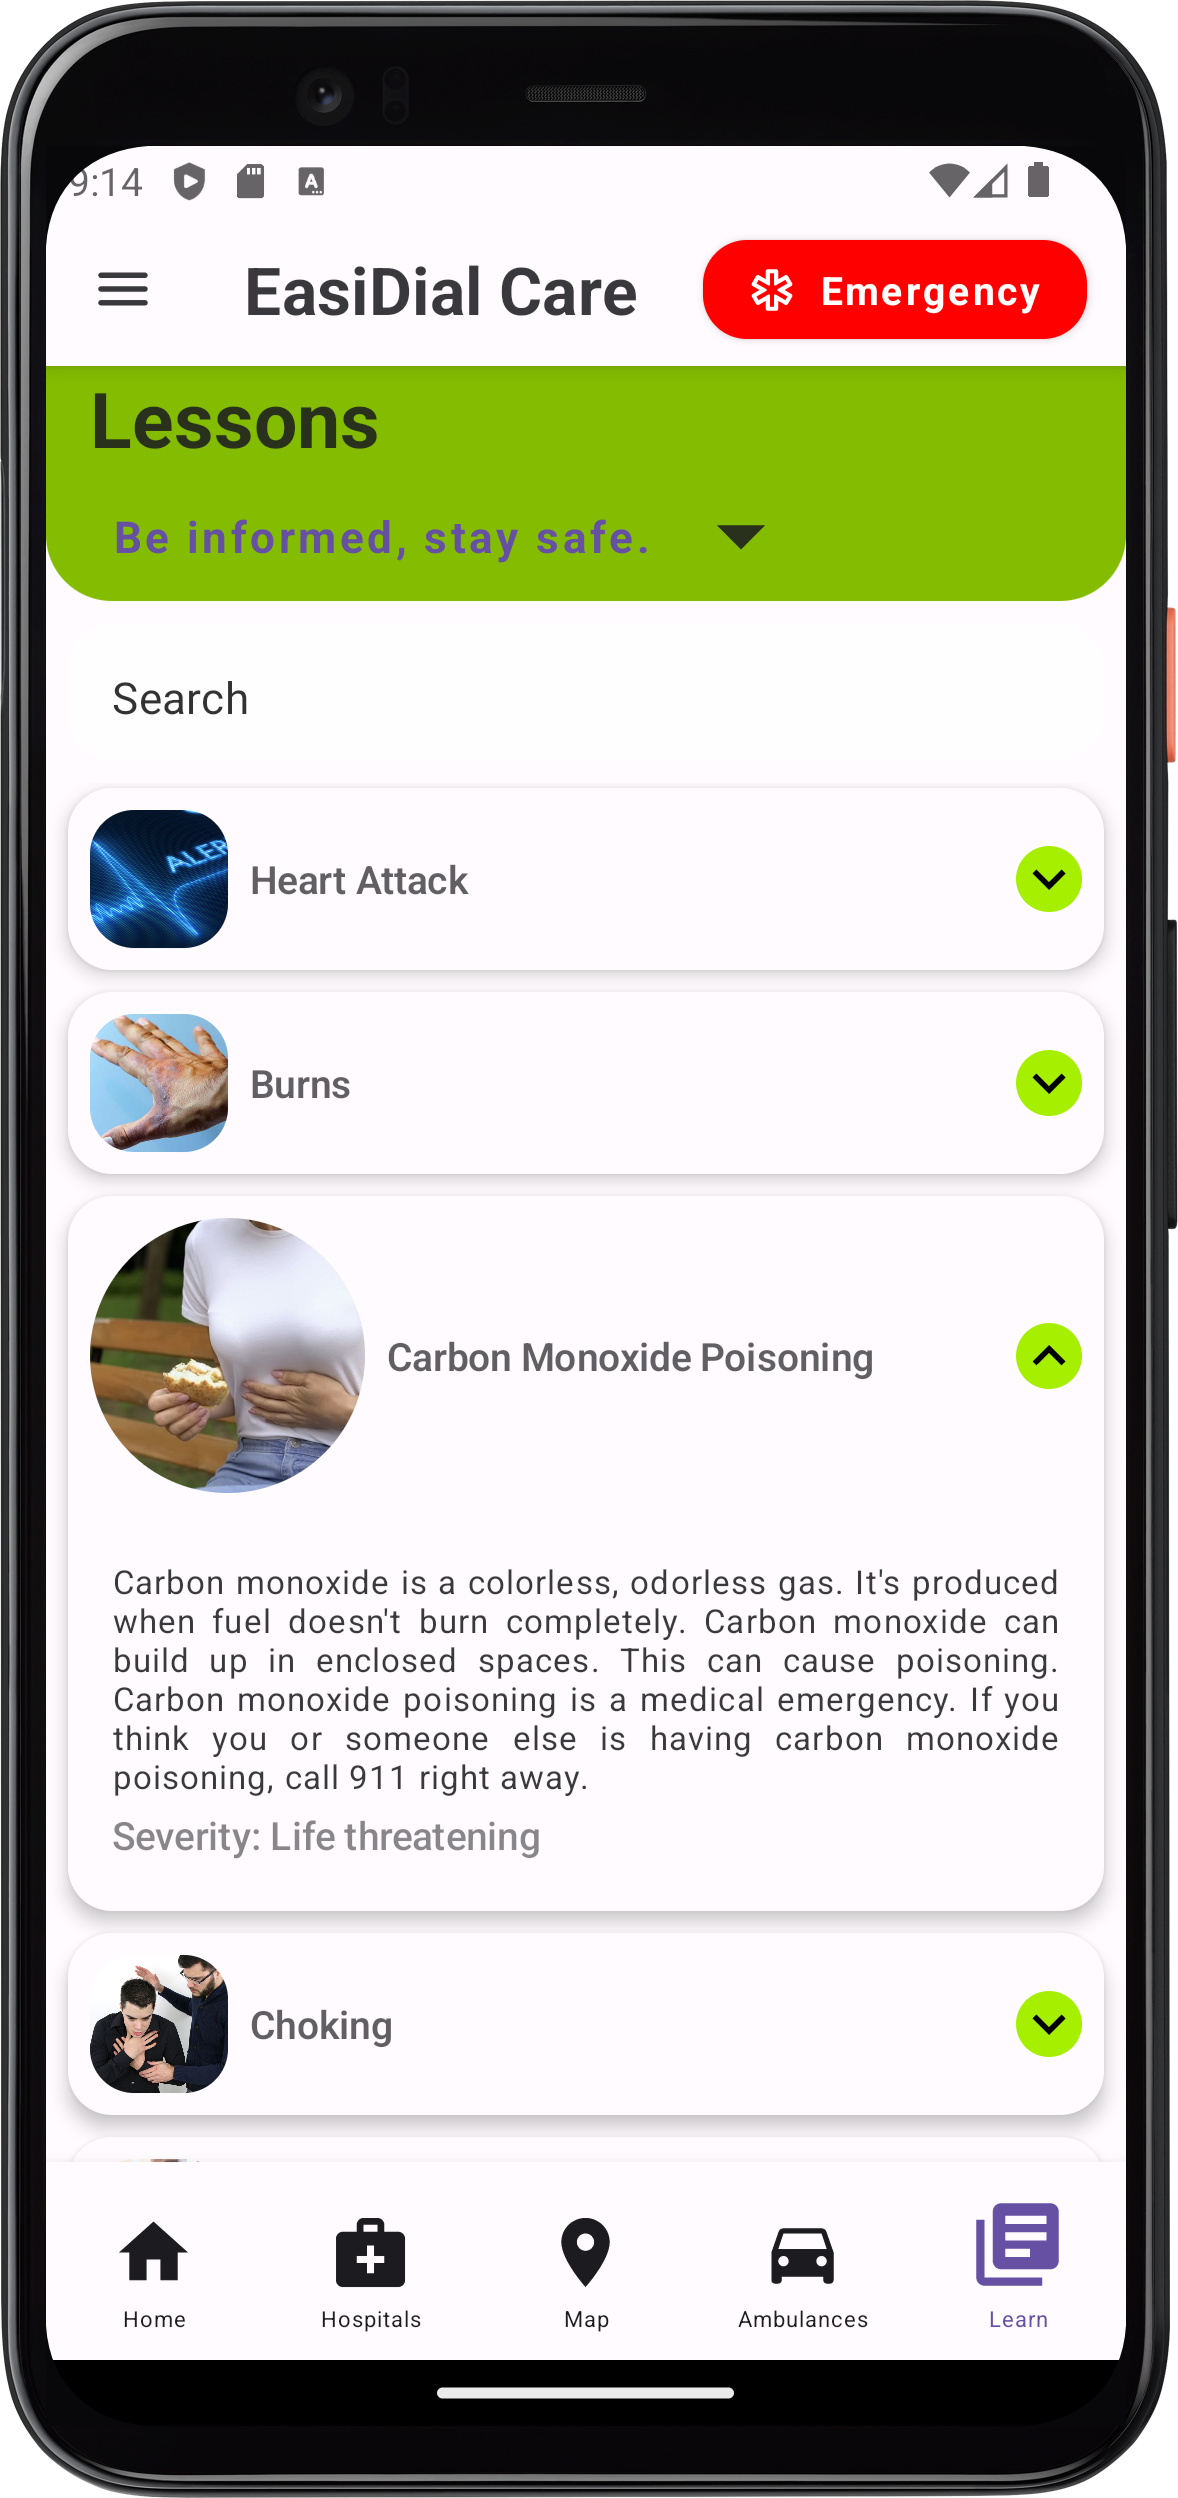 9:14
EasiDial Care
Emergency
Lessons
Be informed, stay safe.
Search
ALER
Heart Attack
Burns
Carbon Monoxide Poisoning
Carbon monoxide is a colorless, odorless gas. It's produced
when fuel doesn't burn completely. Carbon monoxide can
build up in enclosed spaces. This can cause poisoning.
Carbon monoxide poisoning is a medical emergency. If you
think you or someone else is having carbon monoxide
poisoning, call 911 right away.
Severity: Life threatening
Choking
Home
Hospitals
Map
Ambulances
Learn